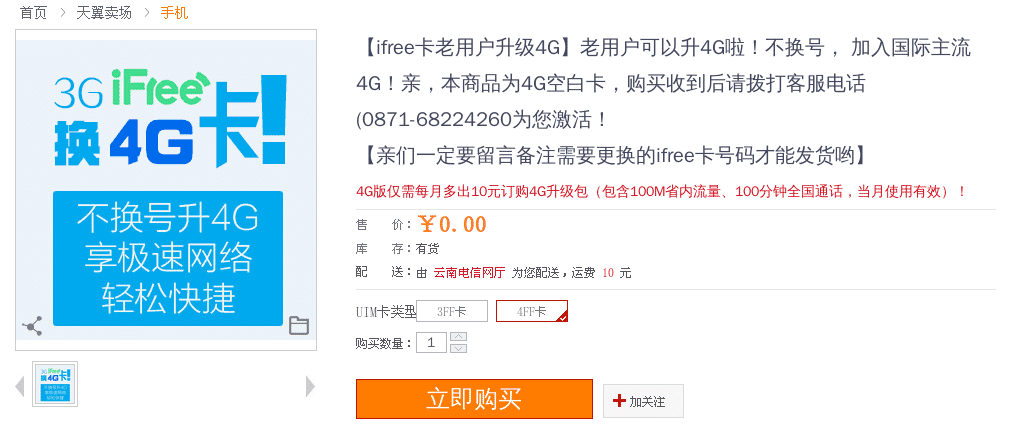 首页 > 天翼卖场 > 手机
3G iFree
换4G卡!
不换号升4G
享极速网络
轻松快捷
【ifree卡老用户升级4G】老用户可以升4G啦！不换号， 加入国际主流
4G！亲，本商品为4G空白卡，购买收到后请拨打客服电话
(0871-68224260为您激活！
【亲们一定要留言备注需要更换的ifree卡号码才能发货哟】
4G版仅需每月多出10元订购4G升级包（包含100M省内流量、100分钟全国通话，当月使用有效）！
售 价：￥0.00
库 存：有货
配 送：由 云南电信网厅 为您配送，运费 10 元
UIM卡类型 3FF卡 4FF卡
购买数量： 1
立即购买 加关注